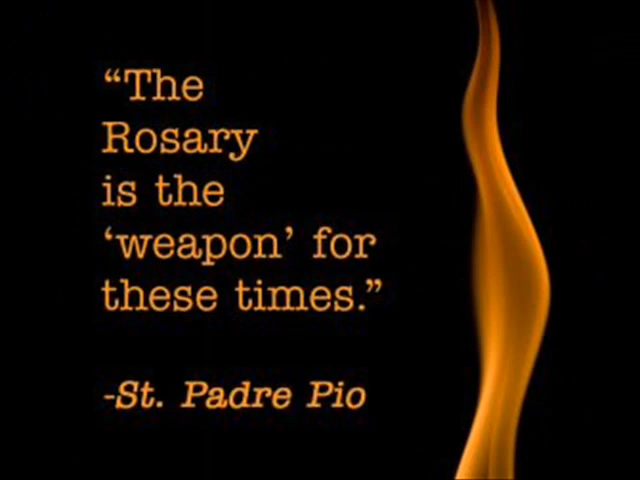 “The
Rosary
is the
‘weapon’ for
these times.”
-St. Padre Pio